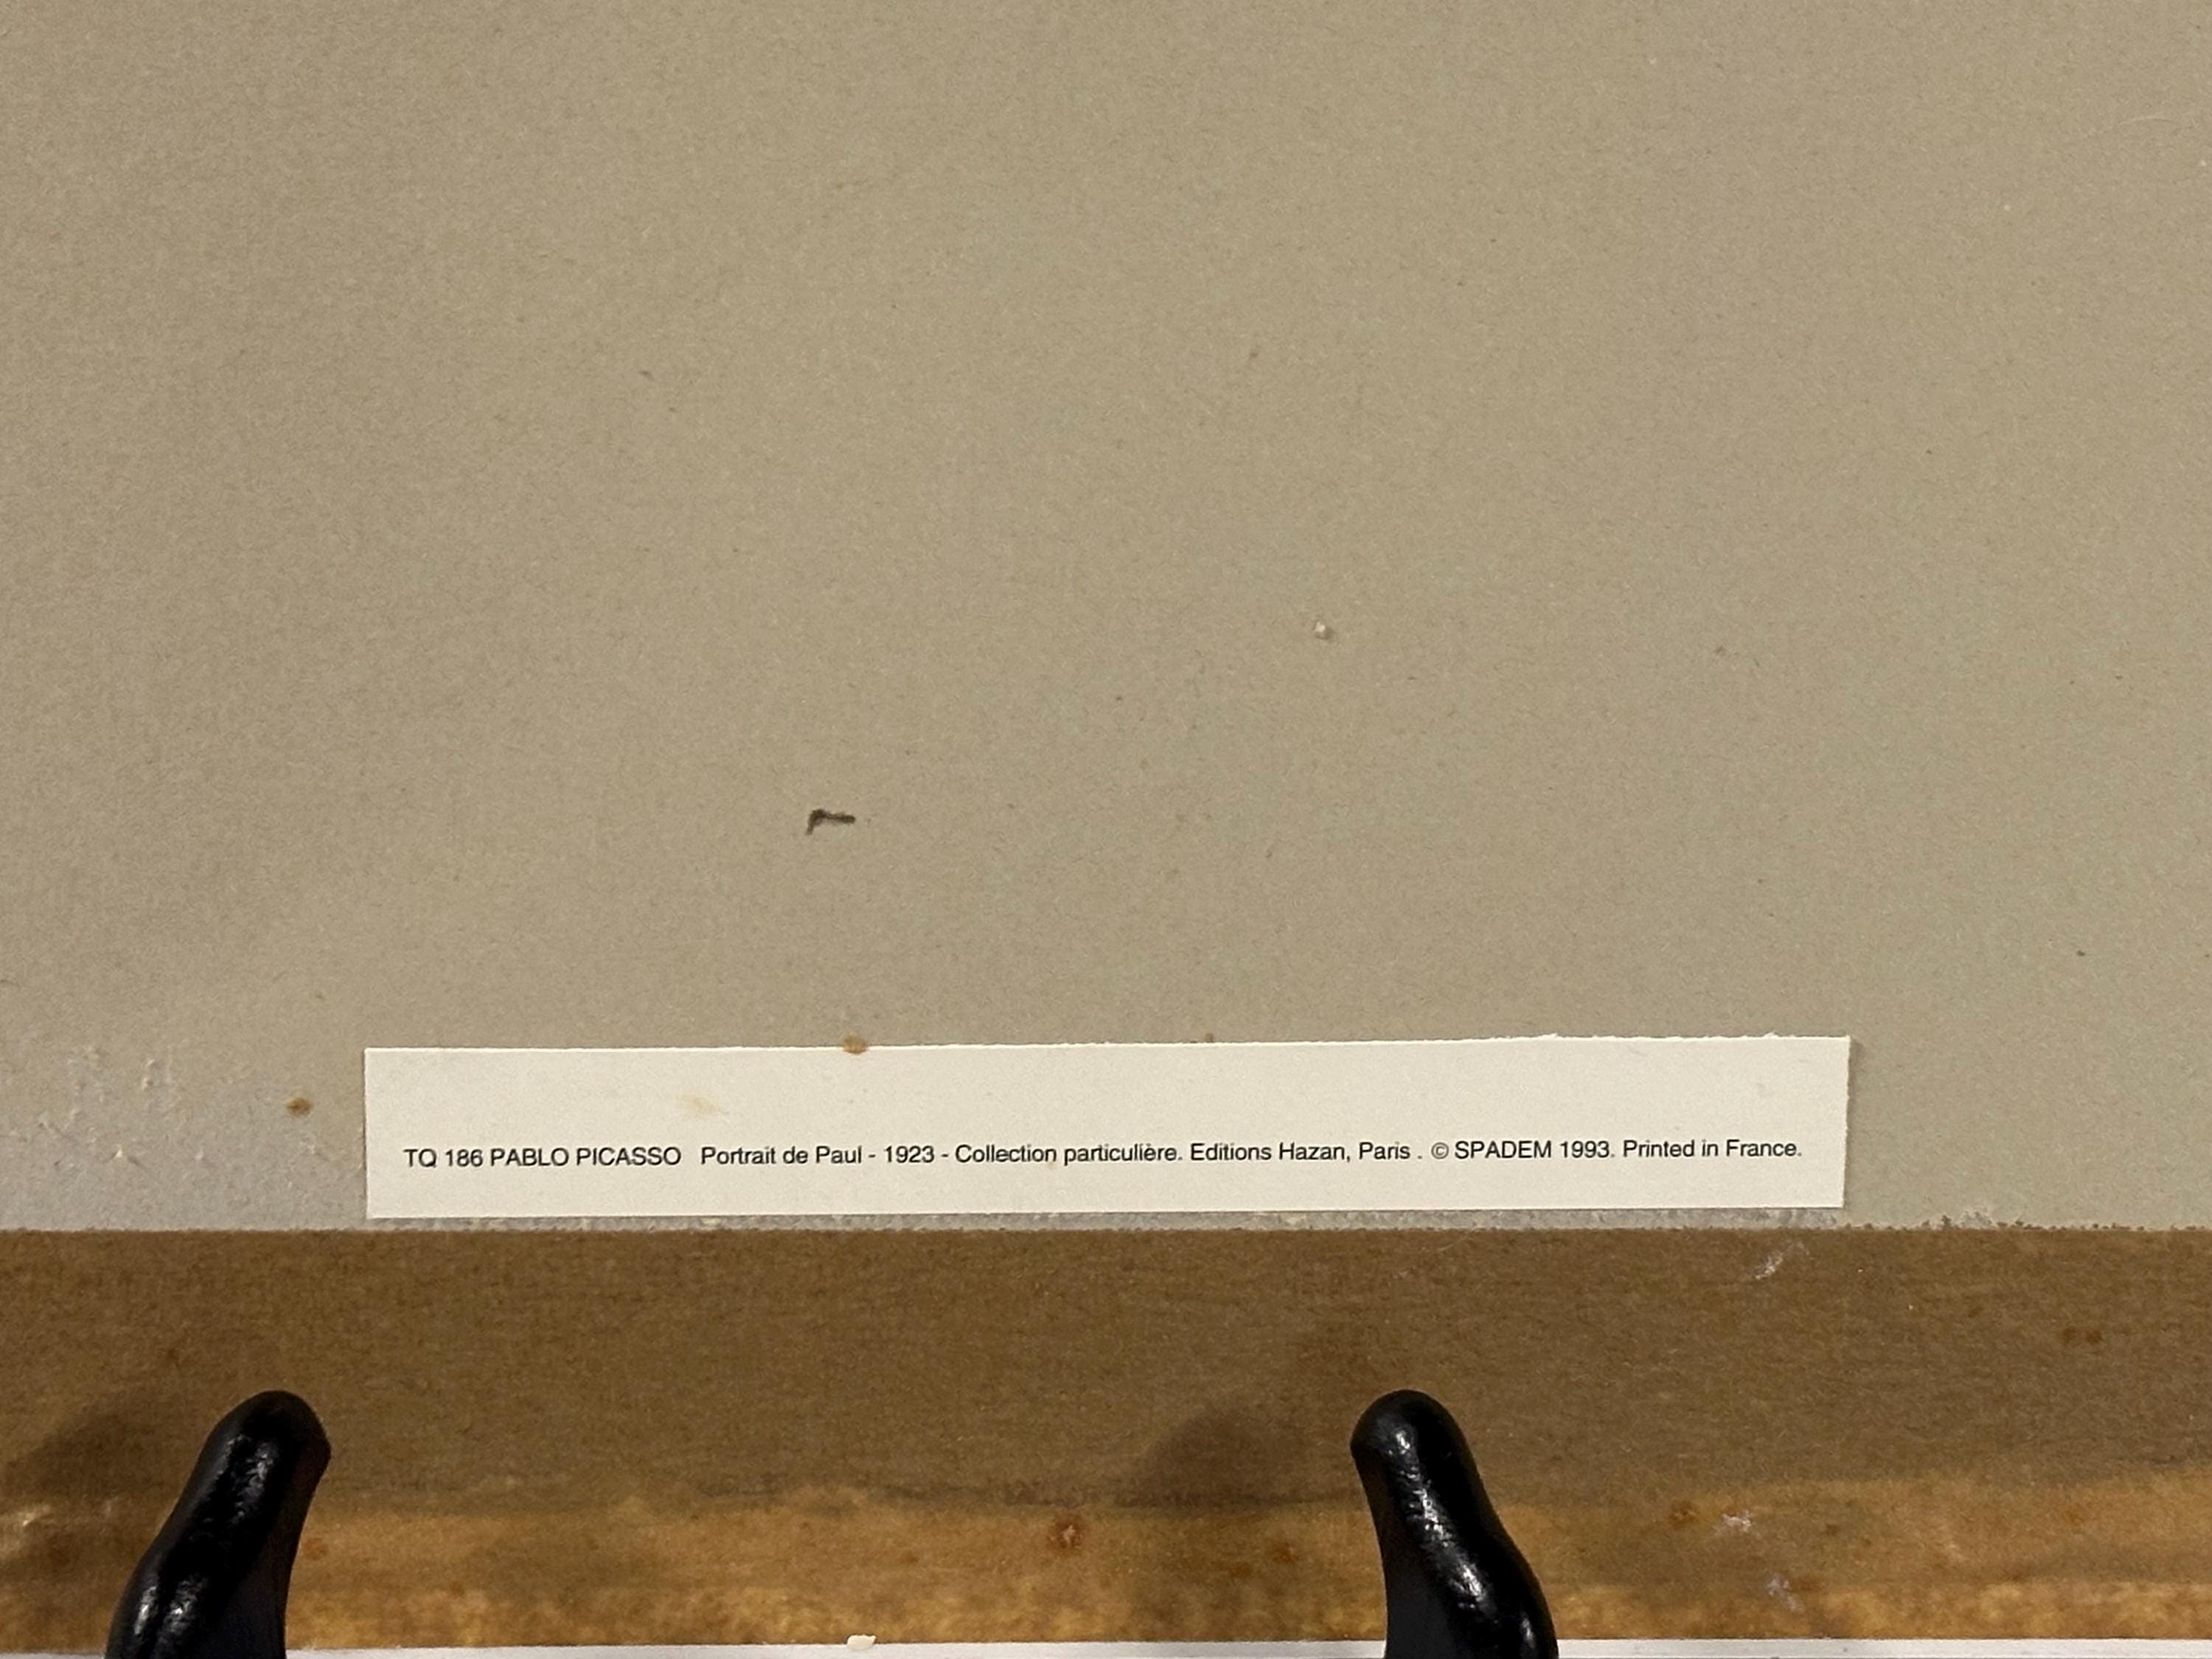 TQ 186 PABLO PICASSO Portrait de Paul - 1923 - Collection particulière. Editions Hazan, Paris . © SPADEM 1993. Printed in France.